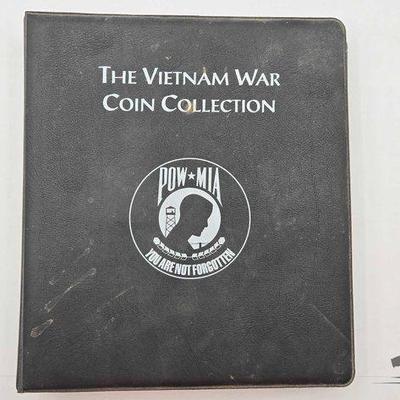 THE VIETNAM WAR
COIN COLLECTION
POW★MIA
YOU ARE NOT FORGOTTEN